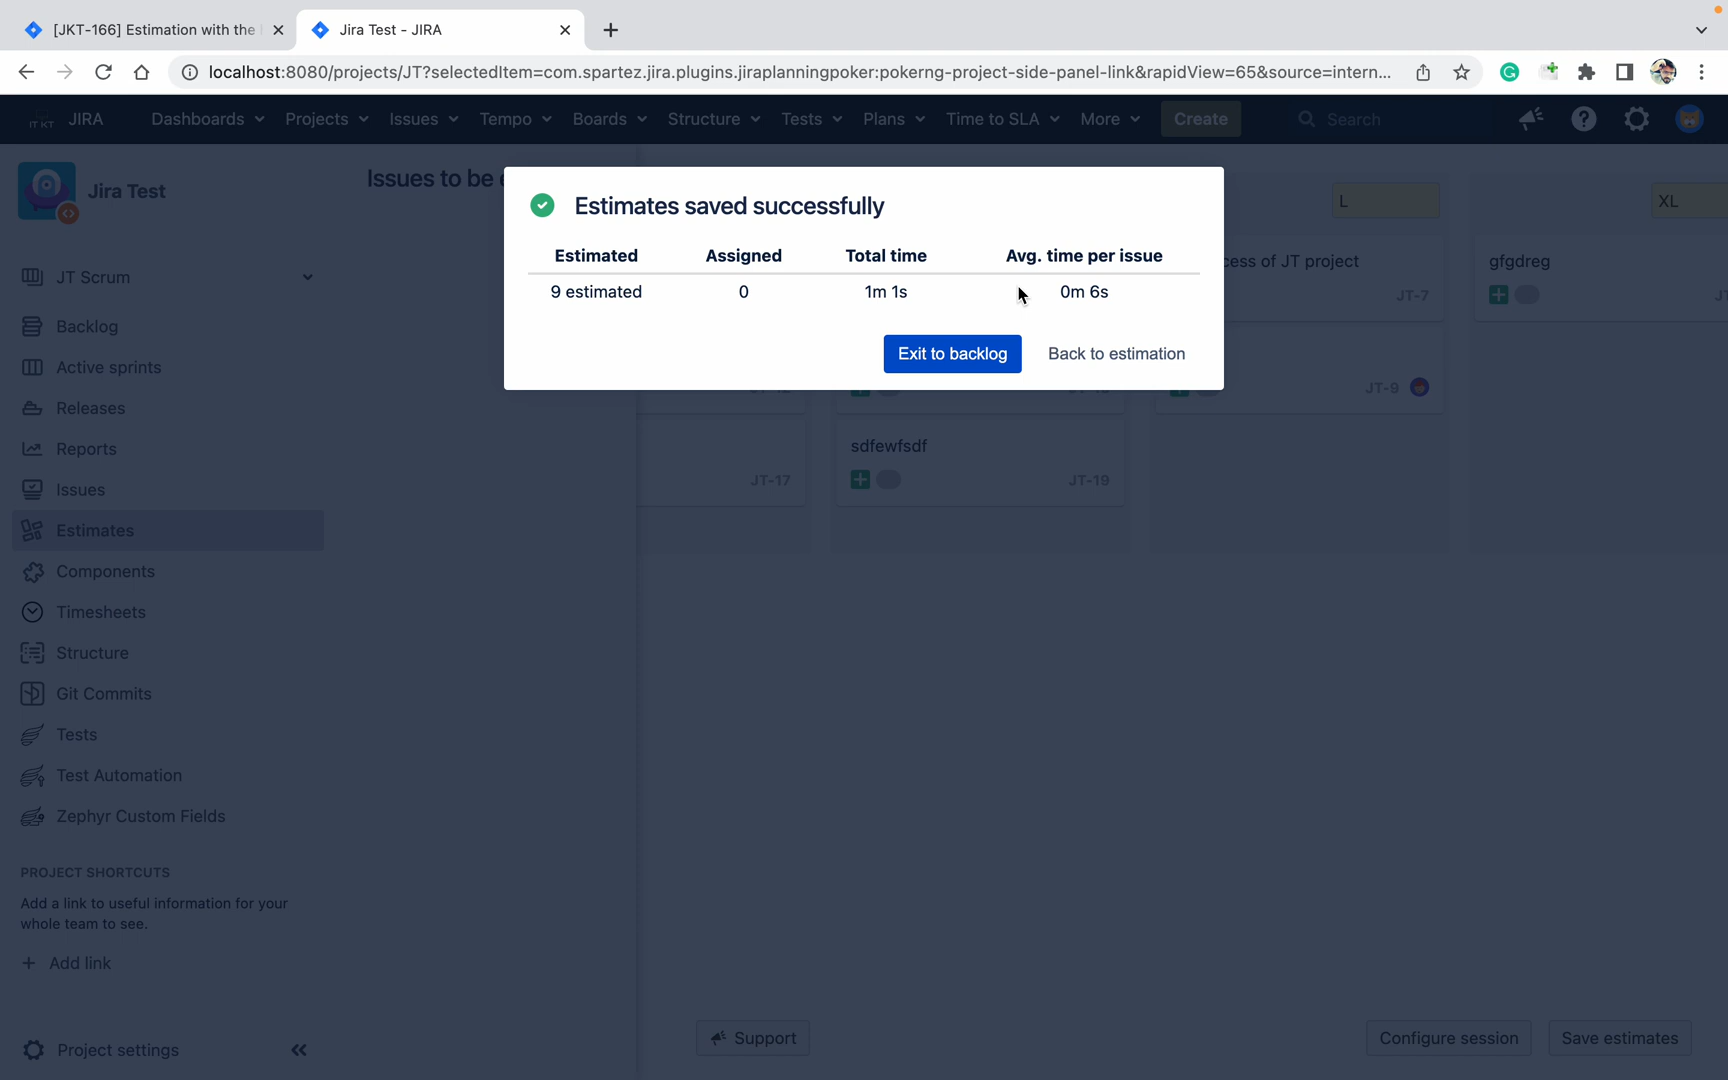 [JKT-166] Estimation with the
Jira Test - JIRA
localhost:8080/projects/JT?selectedItem=com.spartez.jira.plugins.jiraplanningpoker:pokerng-project-side-panel-link&rapidView=65&source=intern...
IT KT
JIRA
Dashboards
Projects
Issues
Tempo
Boards
Structure
Tests
Plans
Time to SLA
More
Create
Search
Jira Test
JT Scrum
Backlog
Active sprints
Releases
Reports
Issues
Estimates
Components
Timesheets
Structure
Git Commits
Tests
Test Automation
Zephyr Custom Fields
PROJECT SHORTCUTS
Add a link to useful information for your
whole team to see.
+ Add link
Project settings
Issues to be e
Estimates saved successfully
Estimated Assigned Total time Avg. time per issue
9 estimated 0 1m 1s 0m 6s
Exit to backlog
Back to estimation
L
XL
cess of JT project
JT-7
gfgdreg
JT-9
sdfewfsdf
JT-17
JT-19
Support
Configure session
Save estimates